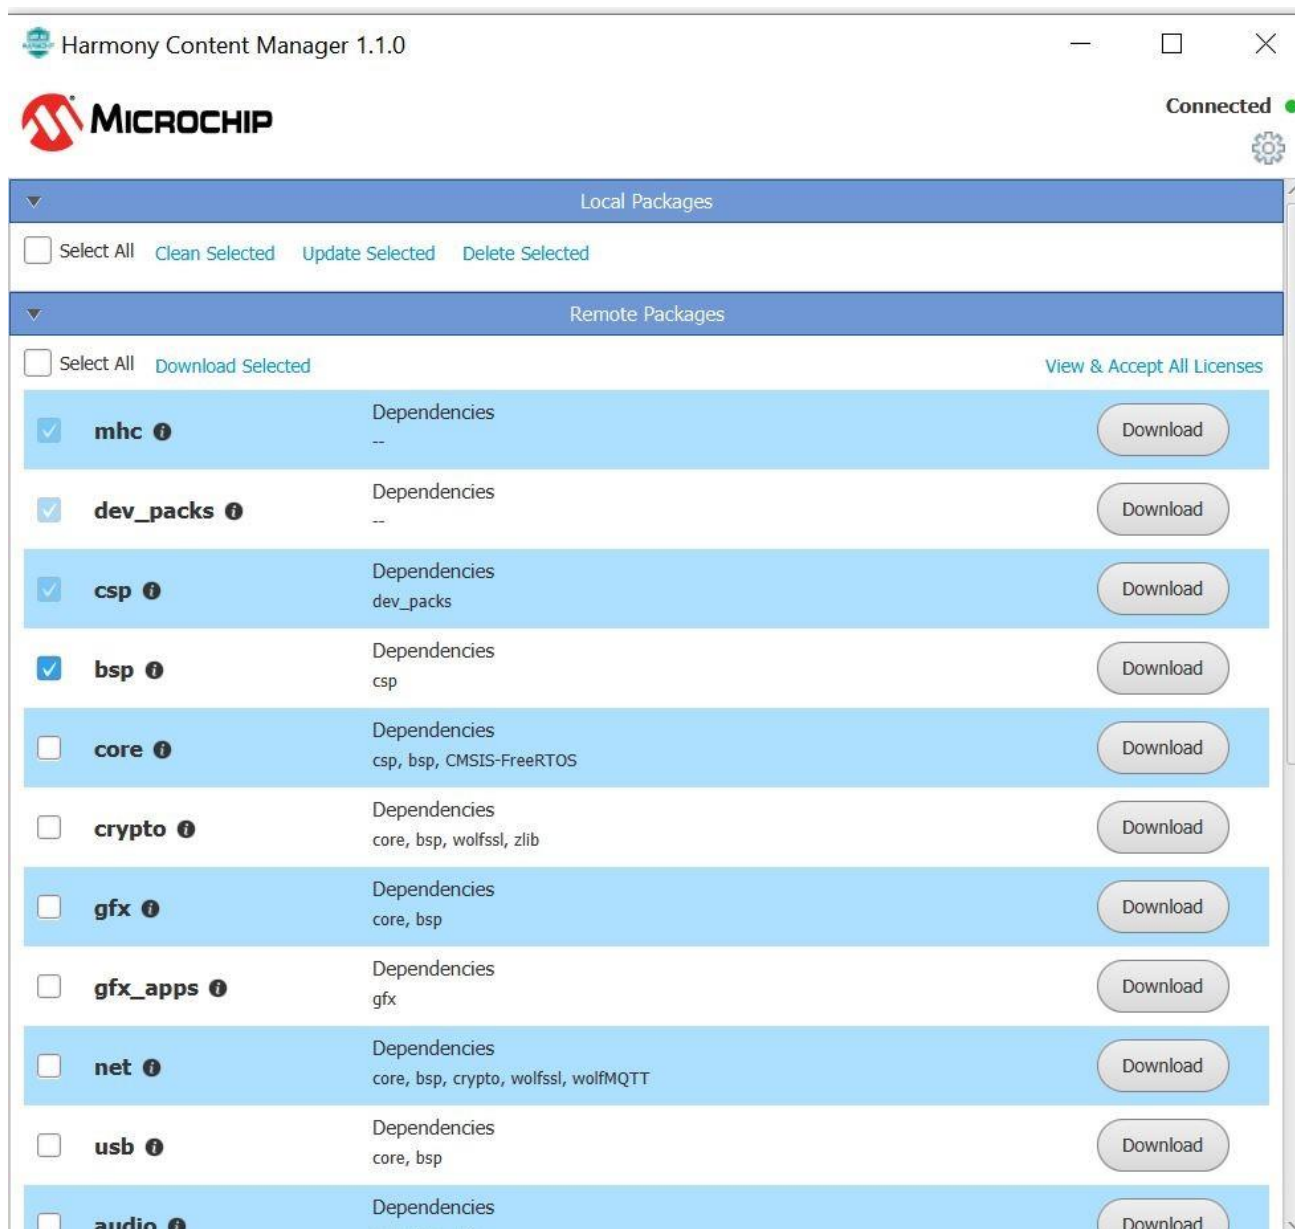 Harmony Content Manager 1.1.0
MICROCHIP
Connected
Local Packages
Select All Clean Selected Update Selected Delete Selected
Remote Packages
Select All Download Selected View & Accept All Licenses
Dependencies
mhc Download
--
Dependencies
dev_packs Download
--
Dependencies
csp Download
dev_packs
Dependencies
bsp Download
csp
Dependencies
core Download
csp, bsp, CMSIS-FreeRTOS
Dependencies
crypto Download
core, bsp, wolfssl, zlib
Dependencies
gfx Download
core, bsp
Dependencies
gfx_apps Download
gfx
Dependencies
net Download
core, bsp, crypto, wolfssl, wolfMQTT
Dependencies
usb Download
core, bsp
Dependencies
audio Download